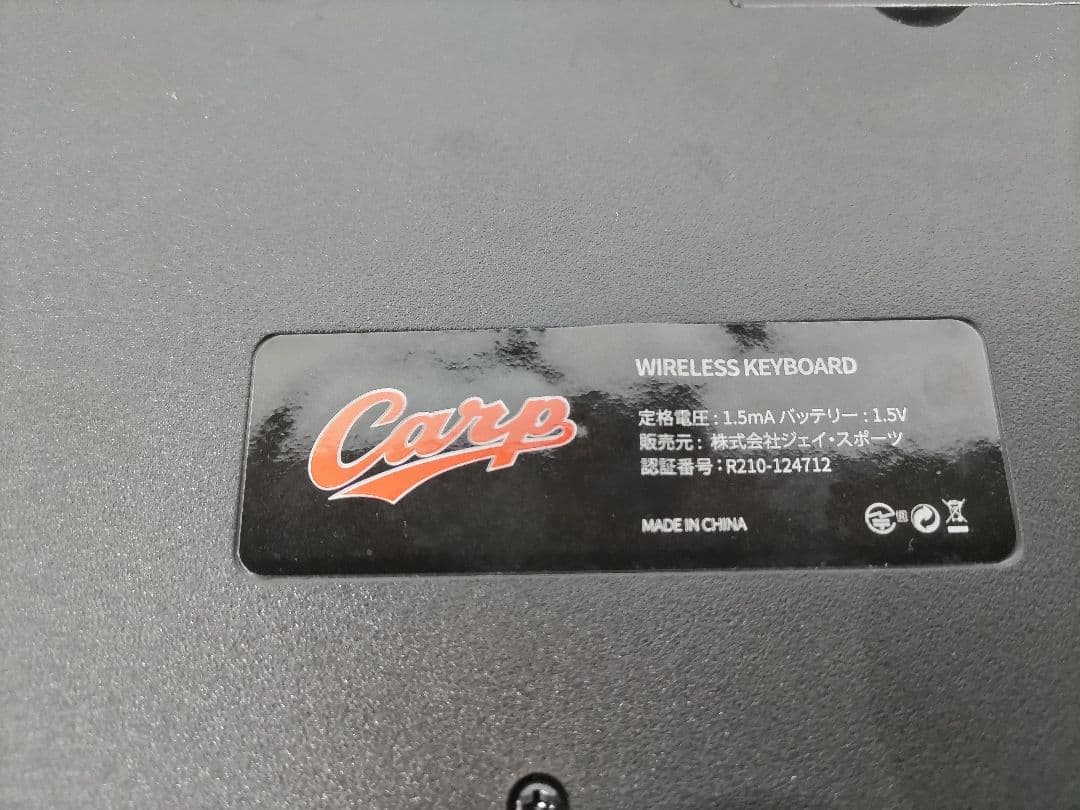 Carp
WIRELESS KEYBOARD
定格電圧 : 1.5mA バッテリー : 1.5V
販売元 : 株式会社ジェイ・スポーツ
認証番号 : R210-124712
MADE IN CHINA
R